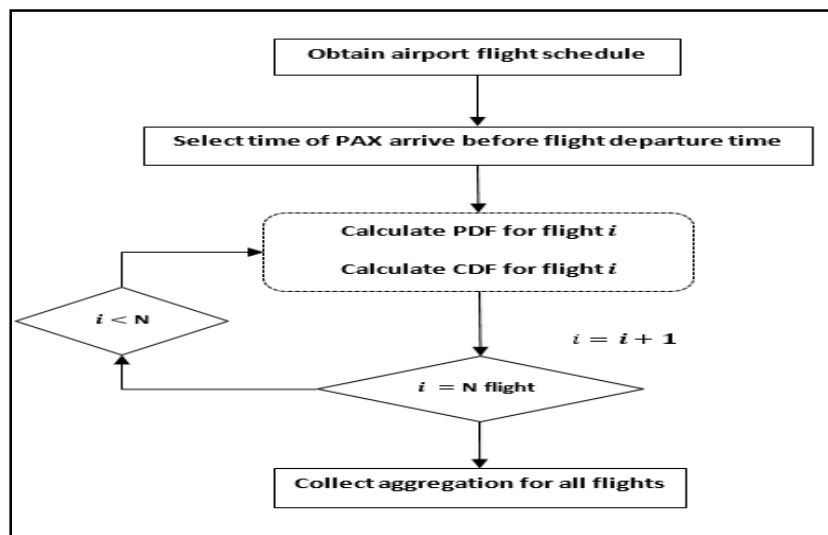 Obtain airport flight schedule
Select time of PAX arrive before flight departure time
Calculate PDF for flight i
Calculate CDF for flight i
i < N
i = i + 1
i = N flight
Collect aggregation for all flights